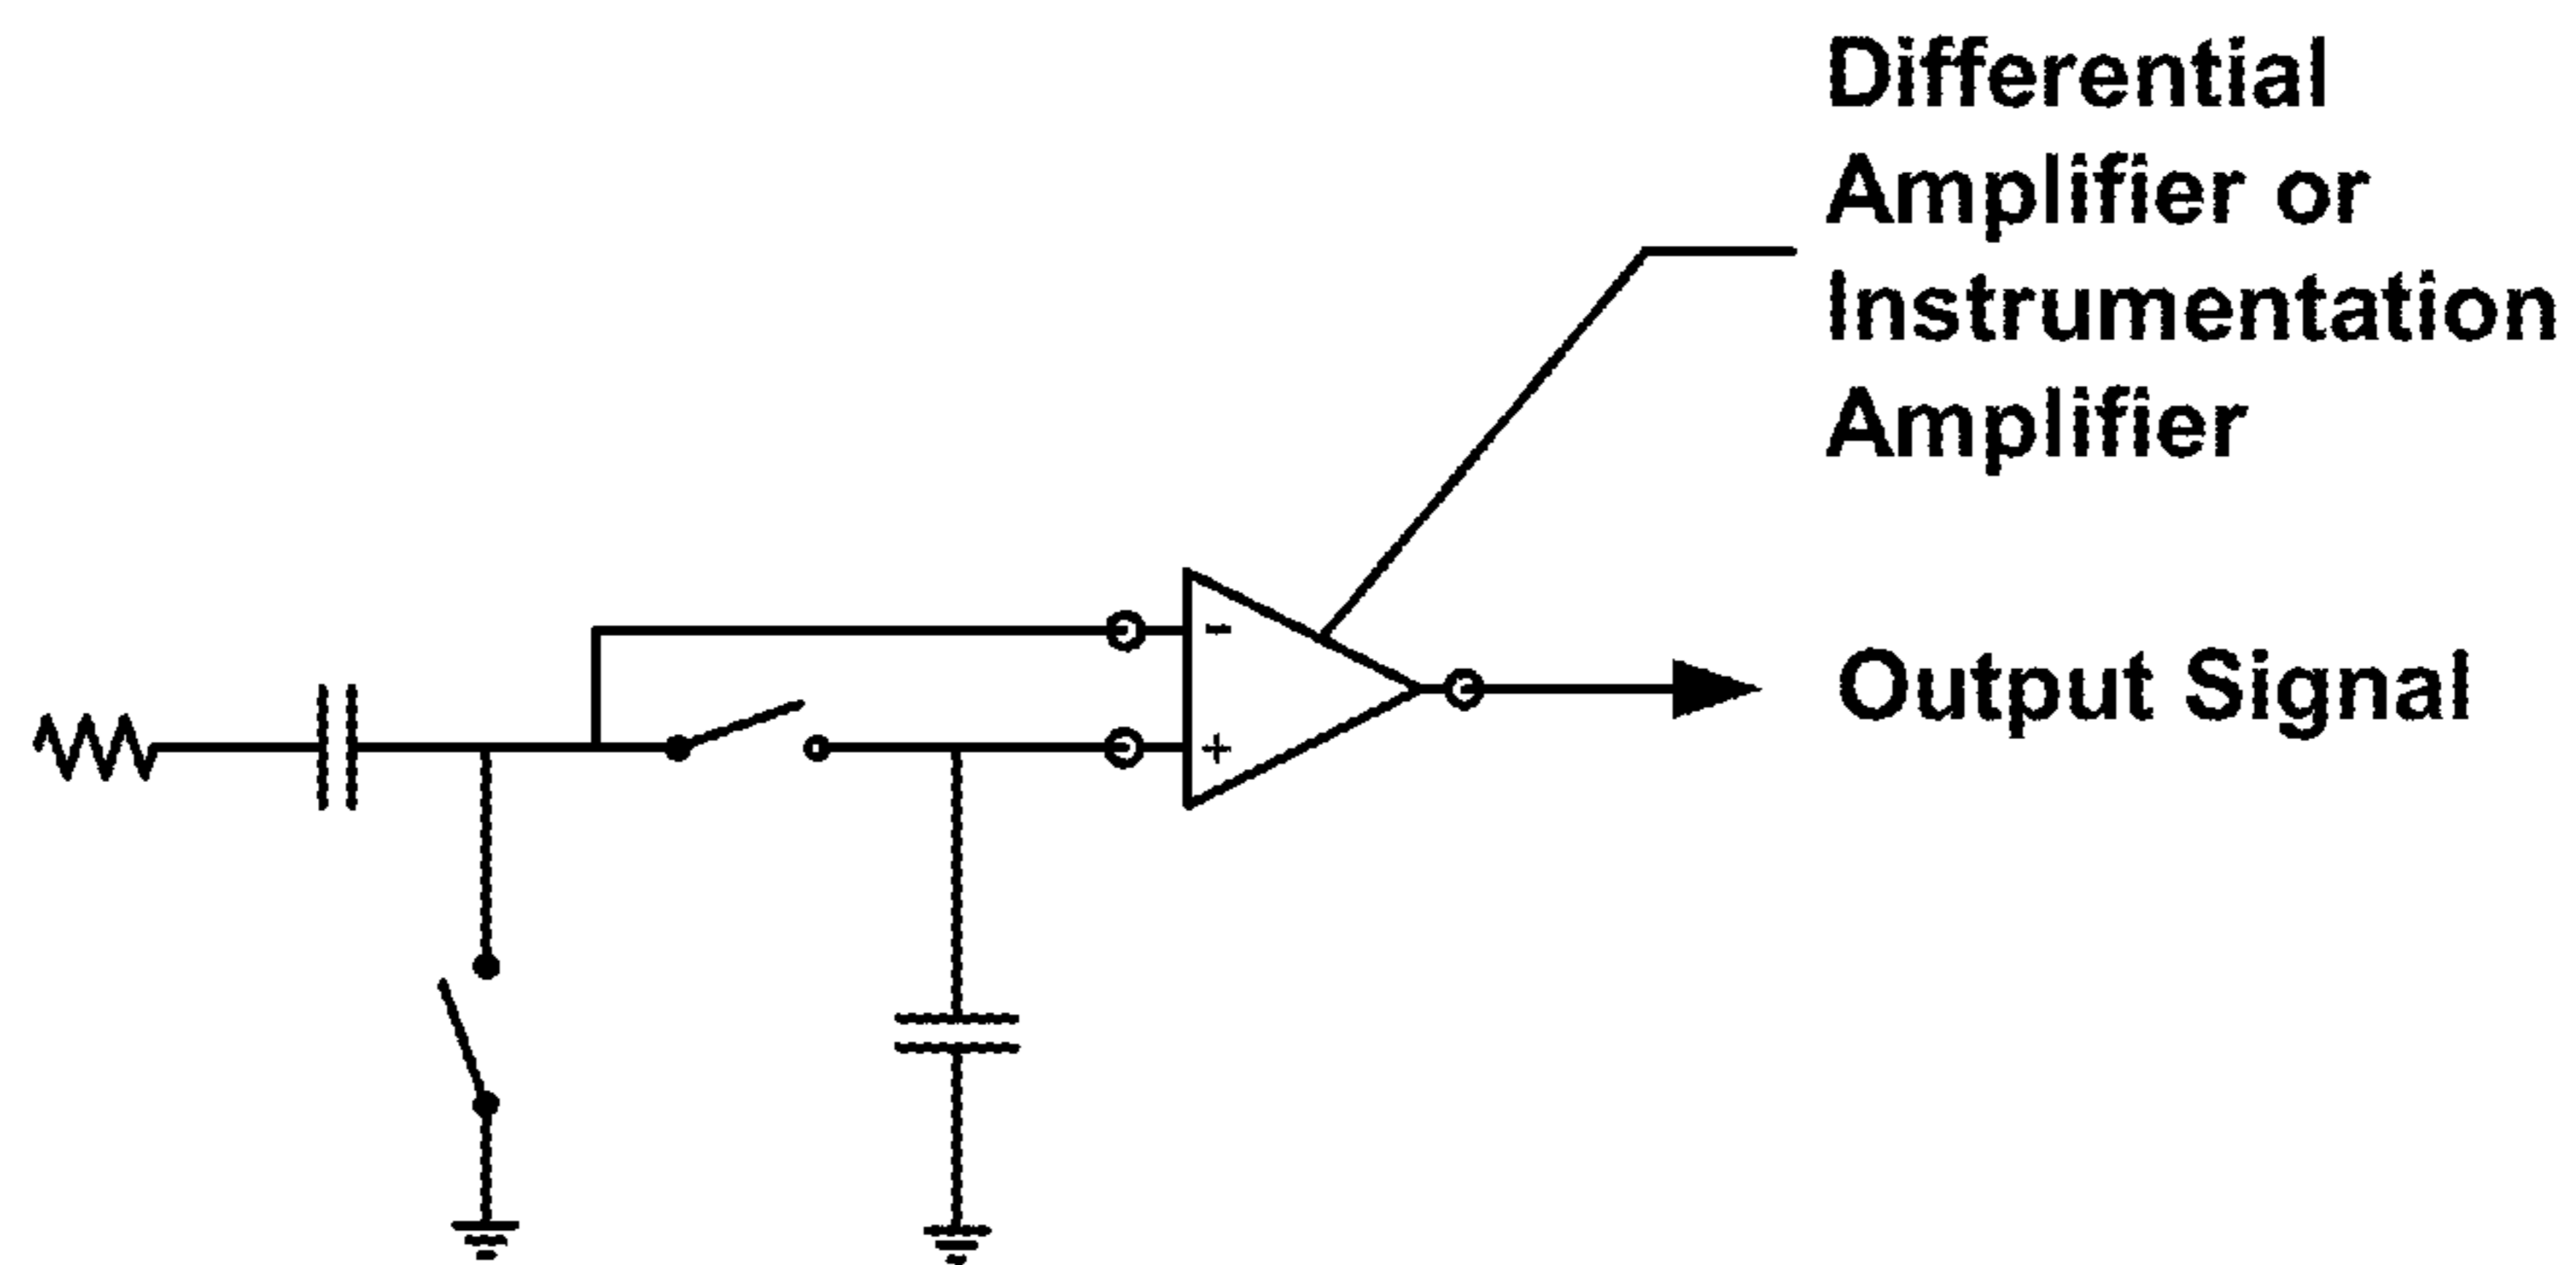 Differential
Amplifier or
Instrumentation
Amplifier
-
+
Output Signal